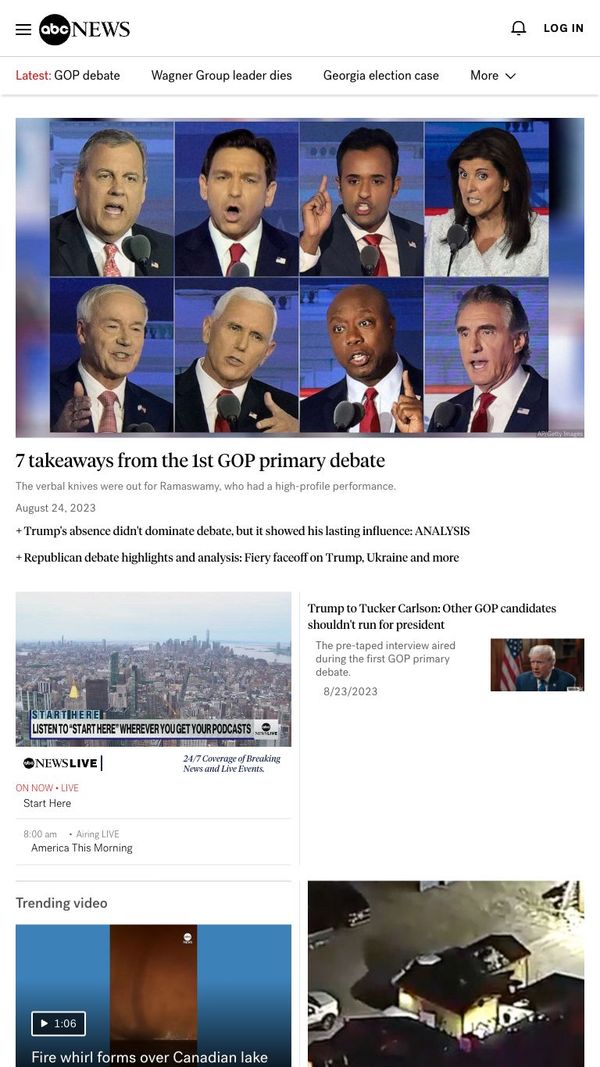 abc NEWS
LOG IN
Latest: GOP debate Wagner Group leader dies Georgia election case More
AP/Getty Images
7 takeaways from the 1st GOP primary debate
The verbal knives were out for Ramaswamy, who had a high-profile performance.
August 24, 2023
+ Trump's absence didn't dominate debate, but it showed his lasting influence: ANALYSIS
+ Republican debate highlights and analysis: Fiery faceoff on Trump, Ukraine and more
START HERE
LISTEN TO "START HERE" WHEREVER YOU GET YOUR PODCASTS
abc NEWS LIVE
abc NEWS LIVE
24/7 Coverage of Breaking
News and Live Events.
ON NOW • LIVE
Start Here
8:00 am • Airing LIVE
America This Morning
Trump to Tucker Carlson: Other GOP candidates
shouldn't run for president
The pre-taped interview aired
during the first GOP primary
debate.
8/23/2023
Trending video
abc NEWS
1:06
Fire whirl forms over Canadian lake